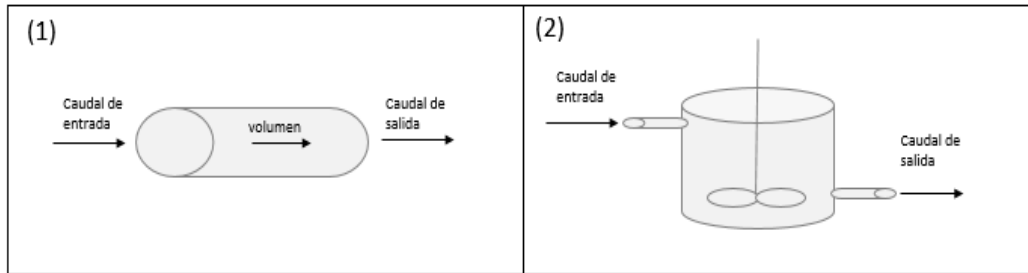 (1)
Caudal de
entrada
volumen
Caudal de
salida
(2)
Caudal de
entrada
Caudal de
salida